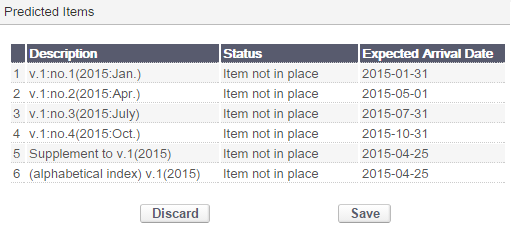 Predicted Items
Description Status Expected Arrival Date
1 v.1:no.1(2015:Jan.) Item not in place 2015-01-31
2 v.1:no.2(2015:Apr.) Item not in place 2015-05-01
3 v.1:no.3(2015:July) Item not in place 2015-07-31
4 v.1:no.4(2015:Oct.) Item not in place 2015-10-31
5 Supplement to v.1(2015) Item not in place 2015-04-25
6 (alphabetical index) v.1(2015) Item not in place 2015-04-25
Discard Save